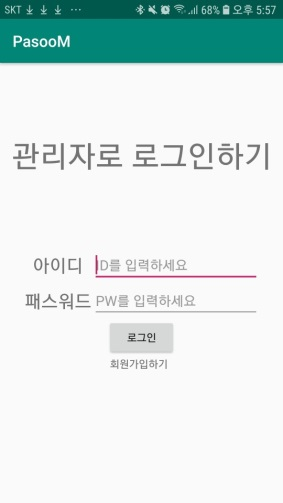 SKT 68% 오후 5:57
PasooM
관리자로 로그인하기
아이디 ID를 입력하세요
패스워드 PW를 입력하세요
로그인
회원가입하기